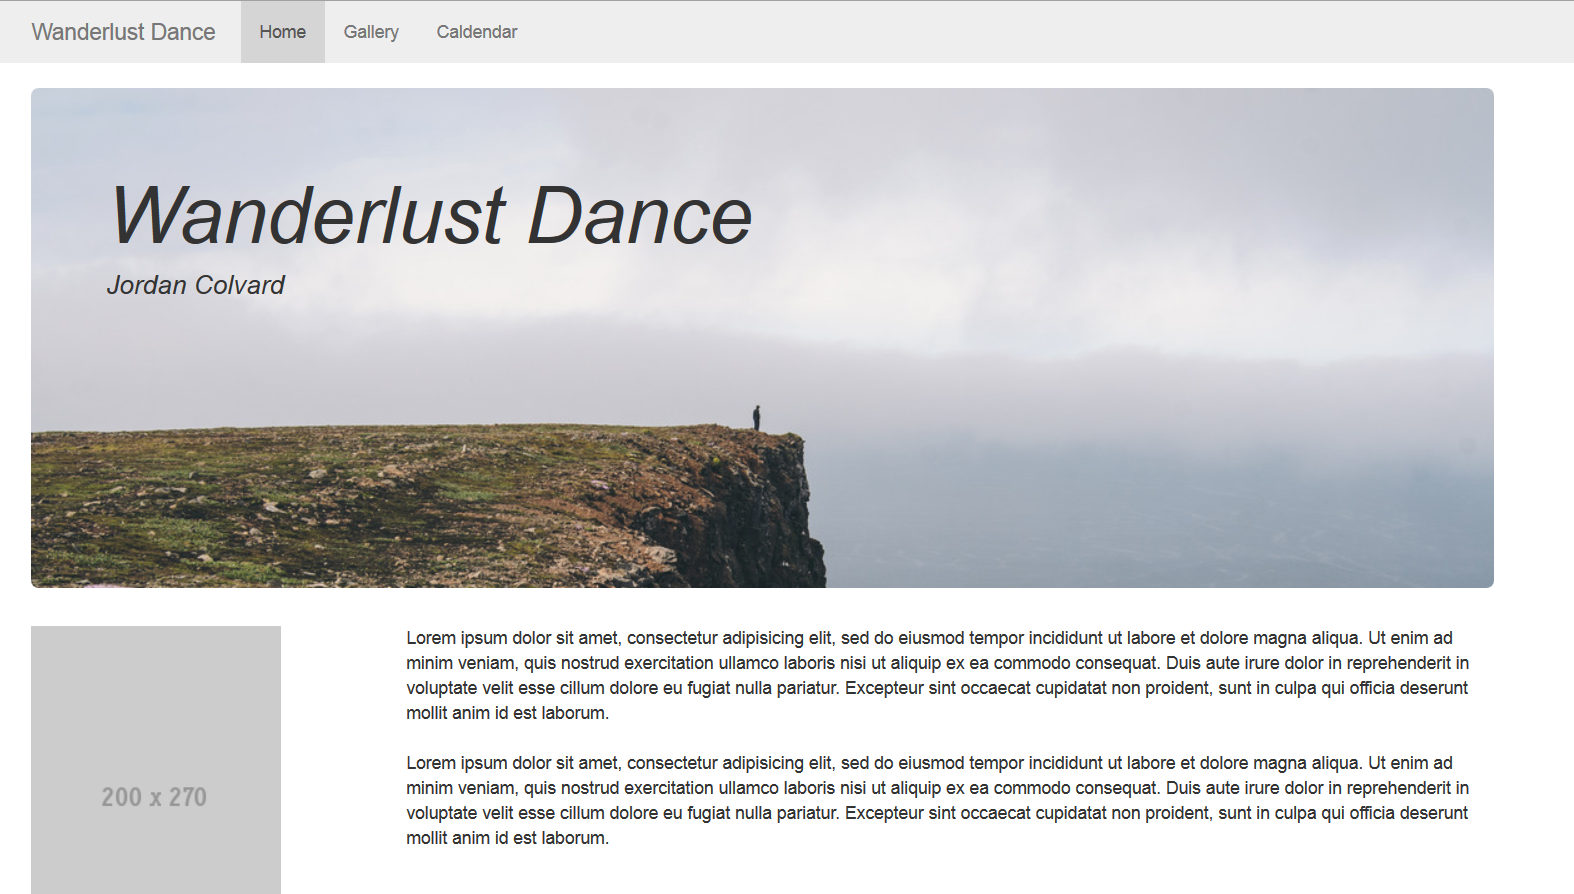 Wanderlust Dance Home Gallery Caldendar
Wanderlust Dance
Jordan Colvard
Lorem ipsum dolor sit amet, consectetur adipisicing elit, sed do eiusmod tempor incididunt ut labore et dolore magna aliqua. Ut enim ad
minim veniam, quis nostrud exercitation ullamco laboris nisi ut aliquip ex ea commodo consequat. Duis aute irure dolor in reprehenderit in
voluptate velit esse cillum dolore eu fugiat nulla pariatur. Excepteur sint occaecat cupidatat non proident, sunt in culpa qui officia deserunt
mollit anim id est laborum.
Lorem ipsum dolor sit amet, consectetur adipisicing elit, sed do eiusmod tempor incididunt ut labore et dolore magna aliqua. Ut enim ad
minim veniam, quis nostrud exercitation ullamco laboris nisi ut aliquip ex ea commodo consequat. Duis aute irure dolor in reprehenderit in
voluptate velit esse cillum dolore eu fugiat nulla pariatur. Excepteur sint occaecat cupidatat non proident, sunt in culpa qui officia deserunt
mollit anim id est laborum.
200 x 270